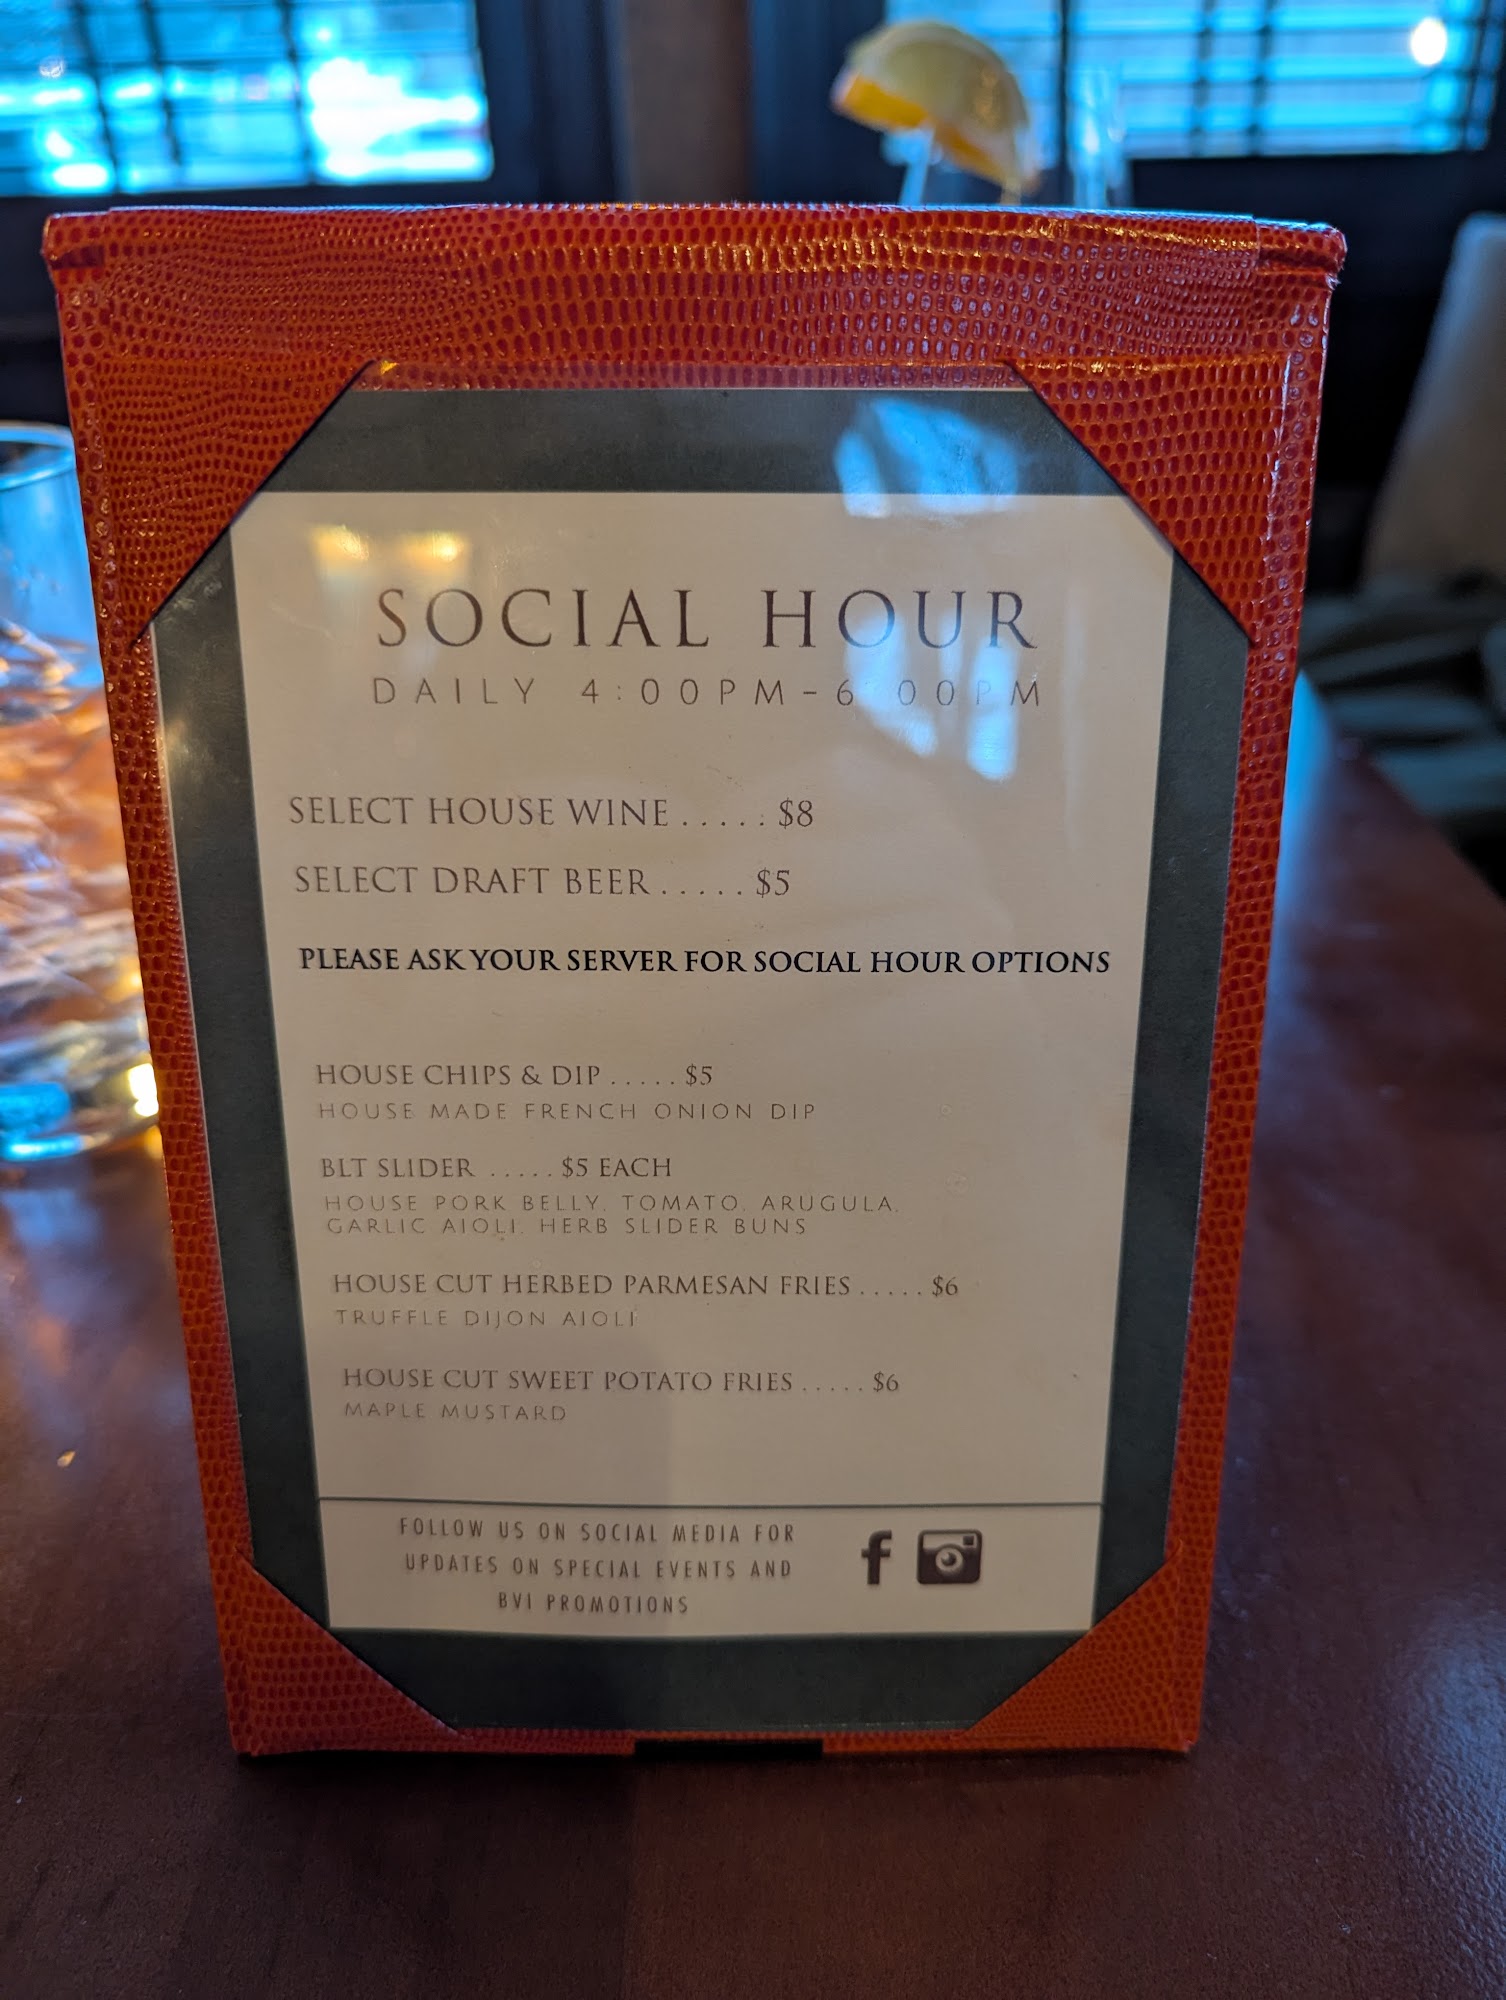 SOCIAL HOUR
DAILY 4:00PM-6:00PM
SELECT HOUSE WINE ..... $8
SELECT DRAFT BEER ..... $5
PLEASE ASK YOUR SERVER FOR SOCIAL HOUR OPTIONS
HOUSE CHIPS & DIP ..... $5
HOUSE MADE FRENCH ONION DIP
BLT SLIDER ..... $5 EACH
HOUSE PORK BELLY, TOMATO, ARUGULA,
GARLIC AIOLI, HERB SLIDER BUNS
HOUSE CUT HERBED PARMESAN FRIES ..... $6
TRUFFLE DIJON AIOLI
HOUSE CUT SWEET POTATO FRIES ..... $6
MAPLE MUSTARD
FOLLOW US ON SOCIAL MEDIA FOR
UPDATES ON SPECIAL EVENTS AND
BVI PROMOTIONS